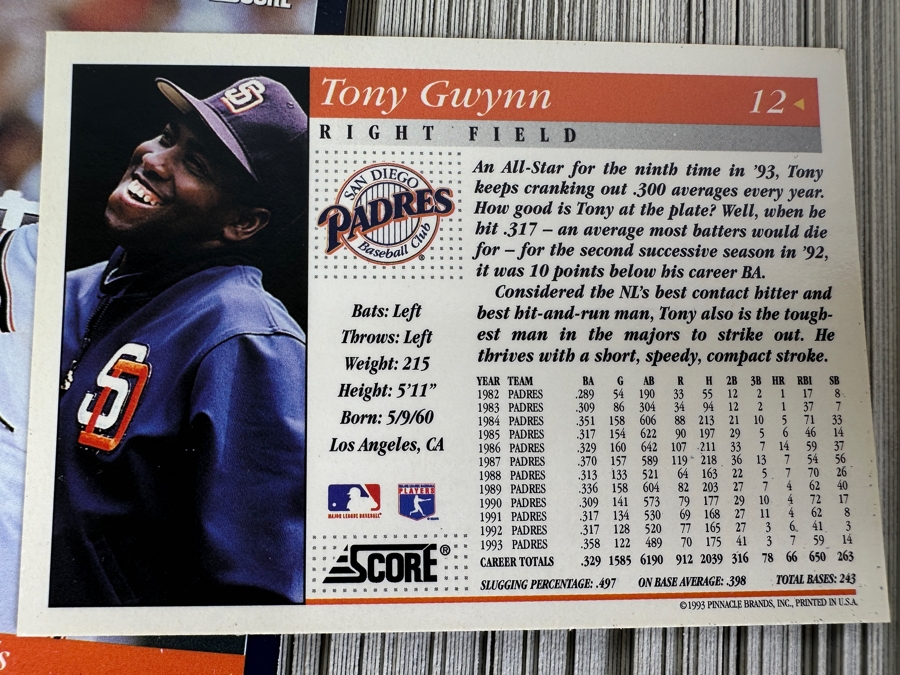 SCORE
Tony Gwynn 12
RIGHT FIELD
SD
SAN DIEGO
PADRES
Baseball Club
An All-Star for the ninth time in '93, Tony
keeps cranking out .300 averages every year.
How good is Tony at the plate? Well, when he
hit .317 – an average most batters would die
for – for the second successive season in '92,
it was 10 points below his career BA.
Considered the NL's best contact hitter and
best hit-and-run man, Tony also is the tough-
est man in the majors to strike out. He
thrives with a short, speedy, compact stroke.
Bats: Left
Throws: Left
Weight: 215
Height: 5'11"
Born: 5/9/60
Los Angeles, CA
SD
YEAR TEAM BA G AB R H 2B 3B HR RBI SB
1982 PADRES .289 54 190 33 55 12 2 1 17 8
1983 PADRES .309 86 304 34 94 12 2 1 37 7
1984 PADRES .351 158 606 88 213 21 10 5 71 33
1985 PADRES .317 154 622 90 197 29 5 6 46 14
1986 PADRES .329 160 642 107 211 33 7 14 59 37
1987 PADRES .370 157 589 119 218 36 13 7 54 56
1988 PADRES .313 133 521 64 163 22 5 7 70 26
1989 PADRES .336 158 604 82 203 27 7 4 62 40
1990 PADRES .309 141 573 79 177 29 10 4 72 17
1991 PADRES .317 134 530 69 168 27 11 4 62 8
1992 PADRES .317 128 520 77 165 27 3 6 41 3
1993 PADRES .358 122 489 70 175 41 3 7 59 14
CAREER TOTALS .329 1585 6190 912 2039 316 78 66 650 263
SLUGGING PERCENTAGE: .497 ON BASE AVERAGE: .398 TOTAL BASES: 243
MAJOR LEAGUE BASEBALL
PLAYERS
SCORE®
©1993 PINNACLE BRANDS, INC., PRINTED IN U.S.A.
s